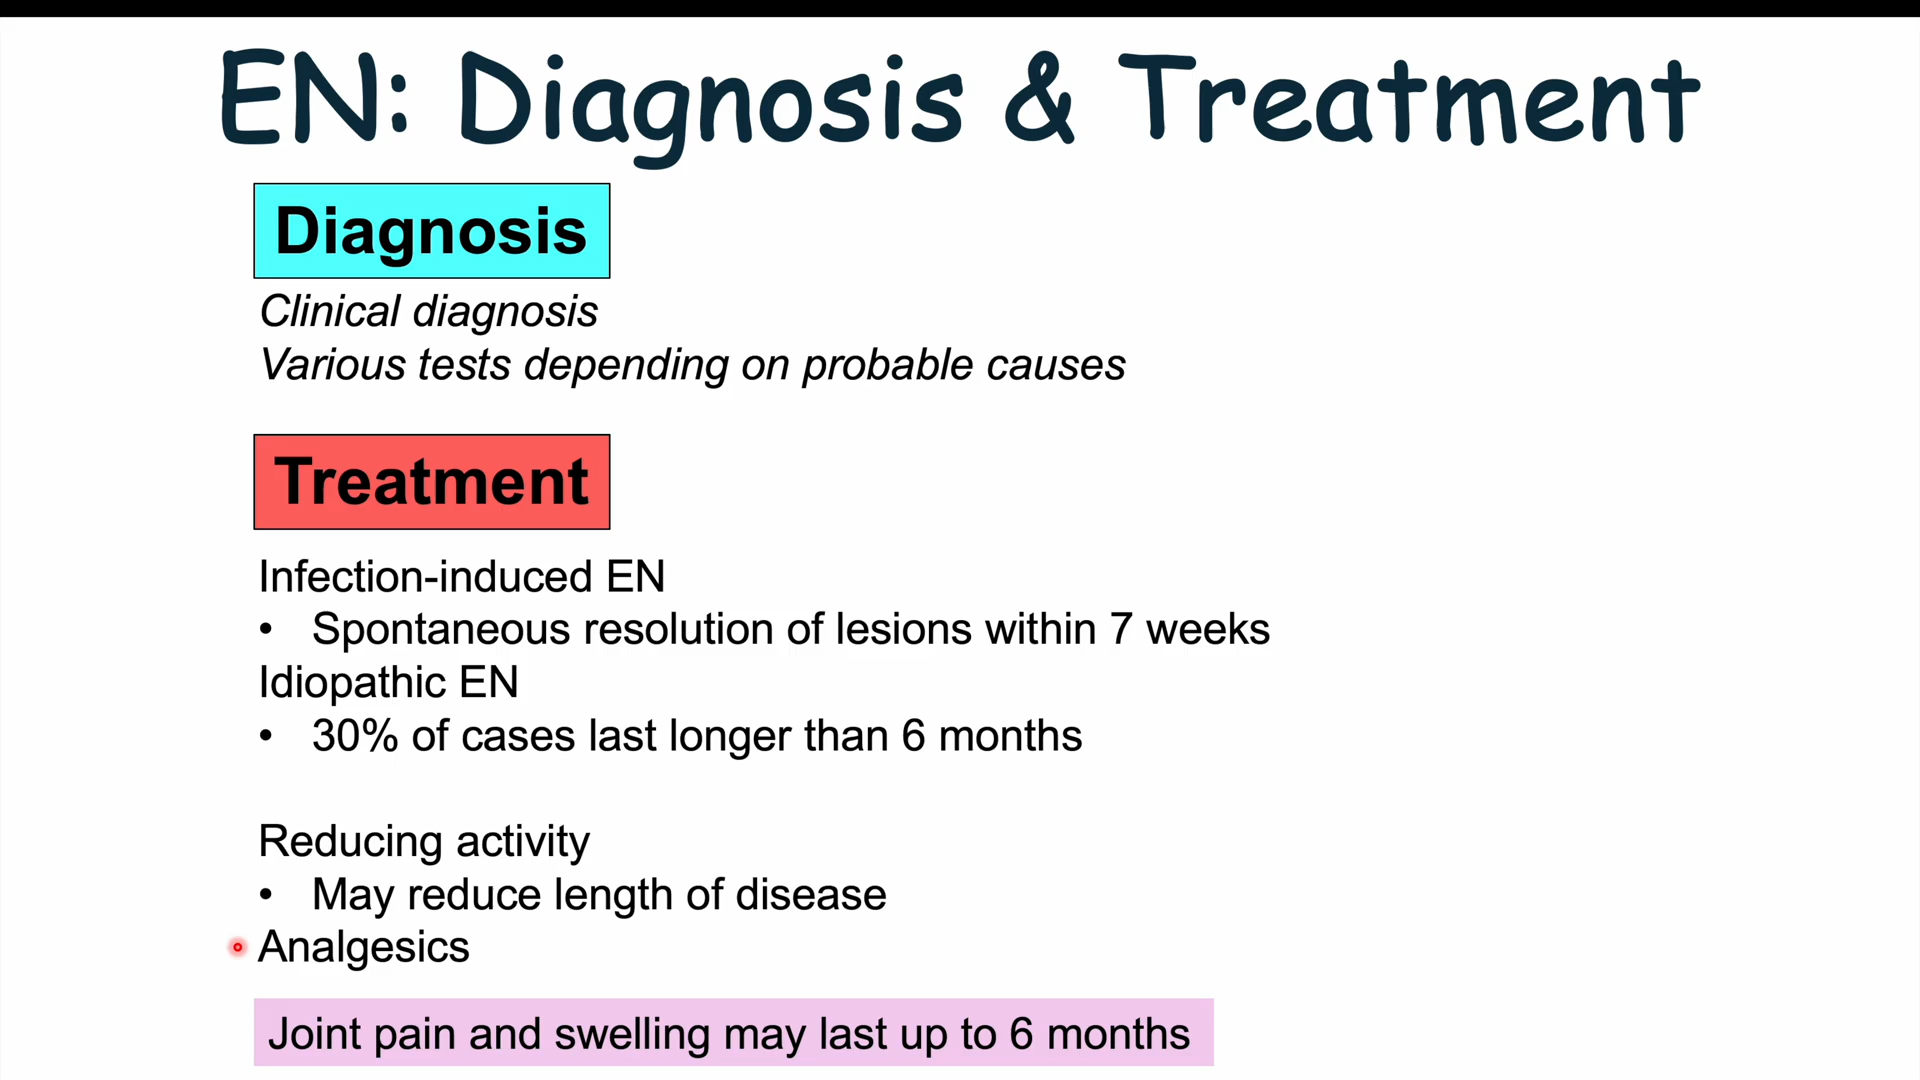 EN: Diagnosis & Treatment
Diagnosis
Clinical diagnosis
Various tests depending on probable causes
Treatment
Infection-induced EN
• Spontaneous resolution of lesions within 7 weeks
Idiopathic EN
• 30% of cases last longer than 6 months
Reducing activity
• May reduce length of disease
Analgesics
Joint pain and swelling may last up to 6 months